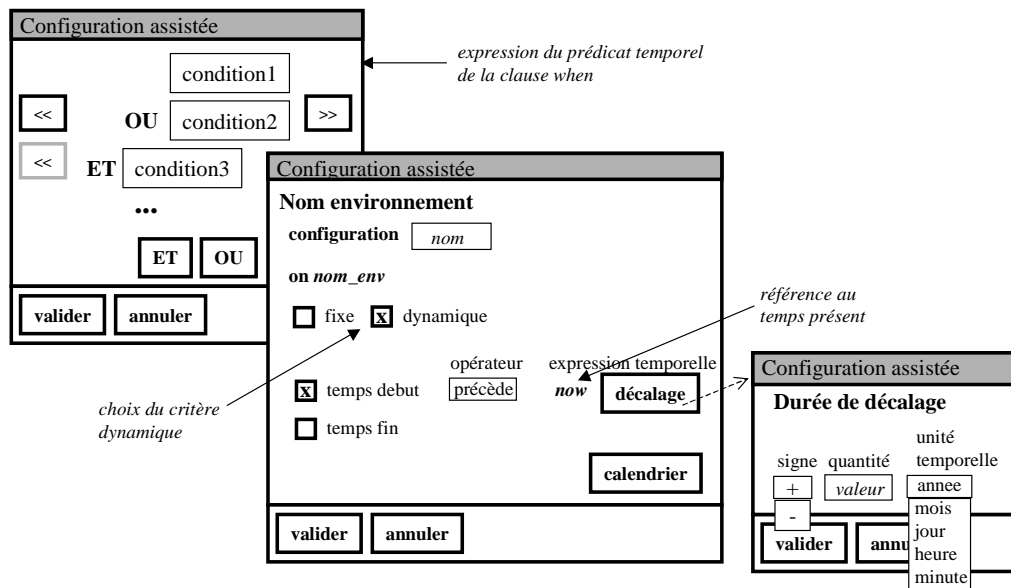 Configuration assistée
expression du prédicat temporel
de la clause when
condition1
<<
OU
condition2
>>
<<
ET
condition3
...
ET
OU
valider
annuler
Configuration assistée
Nom environnement
configuration
nom
on nom_env
fixe
x
dynamique
référence au
temps présent
choix du critère
dynamique
opérateur
expression temporelle
x
temps debut
précède
now
décalage
temps fin
calendrier
valider
annuler
Configuration assistée
Durée de décalage
signe
quantité
unité
temporelle
+
valeur
annee
-
mois
jour
heure
minute
valider
annu